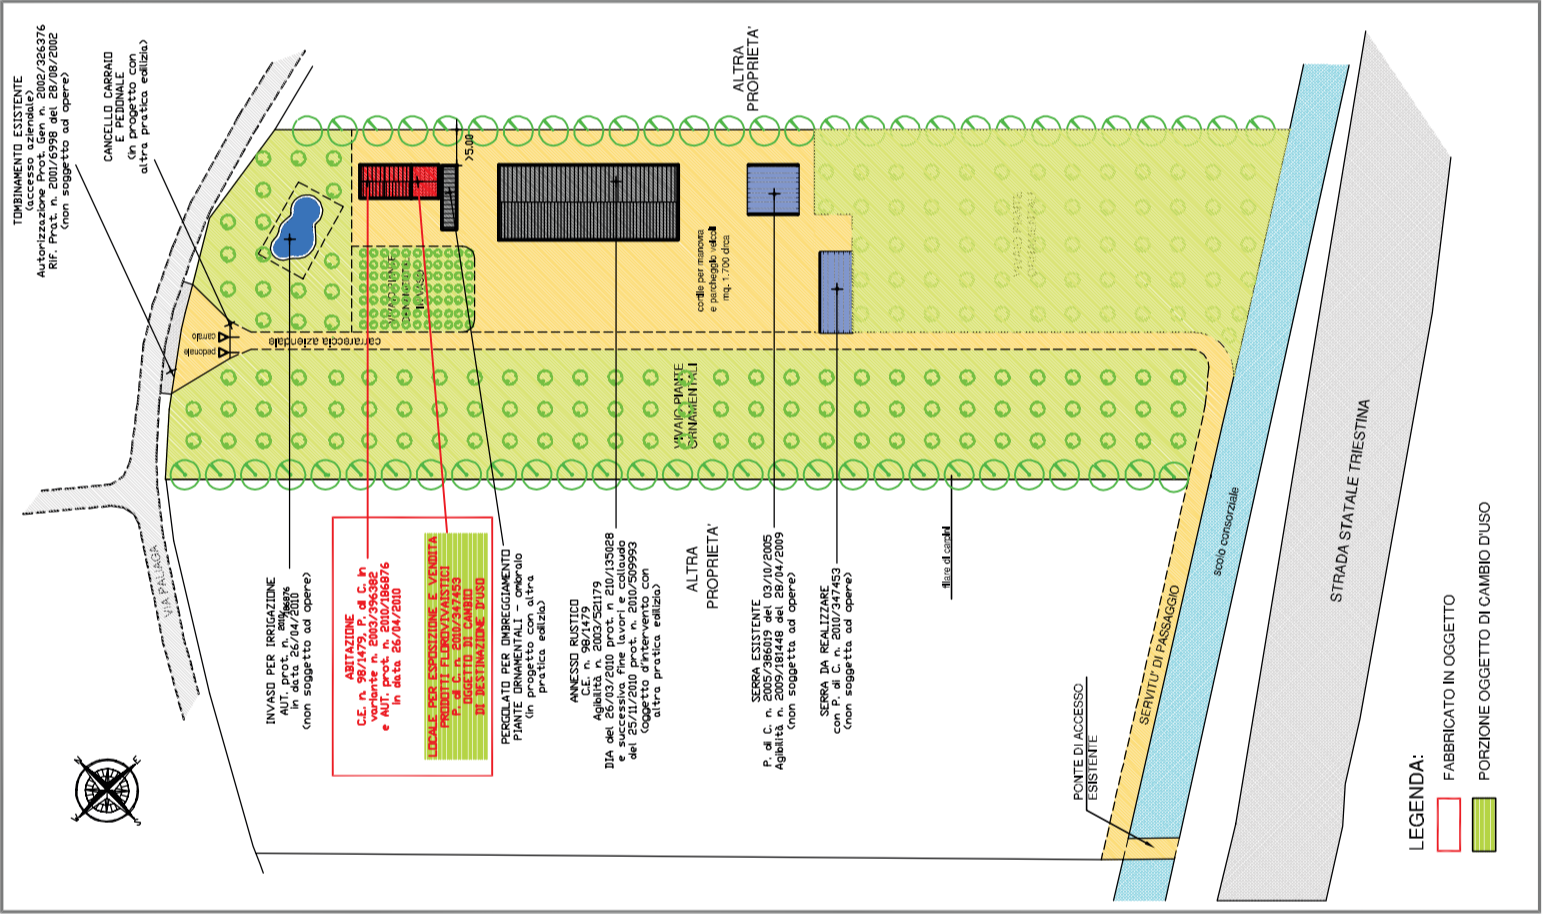 TOMBINAMENTO ESISTENTE
(accesso aziendale)
Autorizzazione Prot. Gen n. 2002/326376
Rif. Prat. n. 2001/6998 del 28/08/2002
(non soggetto ad opere)
CANCELLO CARRAIO
E PEDONALE
(in progetto con
altra pratica edilizia)
ALTRA
PROPRIETA'
>5.00
VIVAIO PIANTE
IN VASO
cortile per manovra
e parcheggio veicoli
mq. 1.700 circa
VIVAIO PIANTE
ORNAMENTALI
carraio
pedonale
carrareccia aziendale
VIVAIO PIANTE
ORNAMENTALI
VIA PALIAGA
INVASO PER IRRIGAZIONE
AUT. prot. n.
in data 26/04/2010
(non soggetto ad opere)
ABITAZIONE
C.E. n. 98/1479, P. di C. in
variante n. 2003/396382
e AUT. prot. n. 2010/186876
in data 26/04/2010
LOCALE PER ESPOSIZIONE E VENDITA
PRODOTTI FLOROVIVAISTICI
P. di C. n. 2010/347453
OGGETTO DI CAMBIO
DI DESTINAZIONE D'USO
PERGOLATO PER OMBREGGIAMENTO
PIANTE ORNAMENTALI - ombraio
(in progetto con altra
pratica edilizia)
ANNESSO RUSTICO
C.E. n. 98/1479
Agibilità n. 2003/521179
DIA del 26/03/2010 prot. n 210/135028
e successiva fine lavori e collaudo
del 25/11/2010 prot. n. 2010/509993
(oggetto d'intervento con
altra pratica edilizia)
ALTRA
PROPRIETA'
SERRA ESISTENTE
P. di C. n. 2005/386019 del 03/10/2005
Agibilità n. 2009/181448 del 28/04/2009
(non soggetta ad opere)
SERRA DA REALIZZARE
con P. di C. n. 2010/347453
(non soggetta ad opere)
filare di carpini
PONTE DI ACCESSO
ESISTENTE
SERVITU' DI PASSAGGIO
scolo consorziale
STRADA STATALE TRIESTINA
LEGENDA:
FABBRICATO IN OGGETTO
PORZIONE OGGETTO DI CAMBIO D'USO